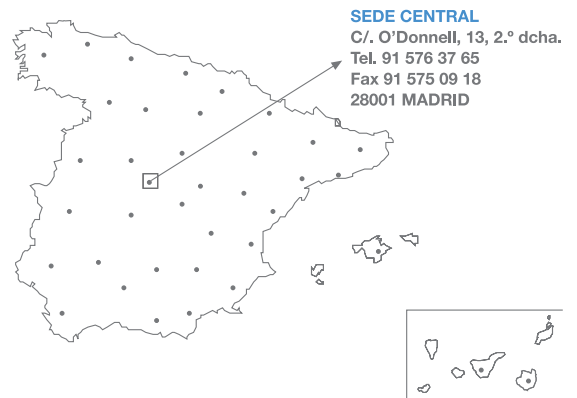 SEDE CENTRAL
C/. O’Donnell, 13, 2.º dcha.
Tel. 91 576 37 65
Fax 91 575 09 18
28001 MADRID